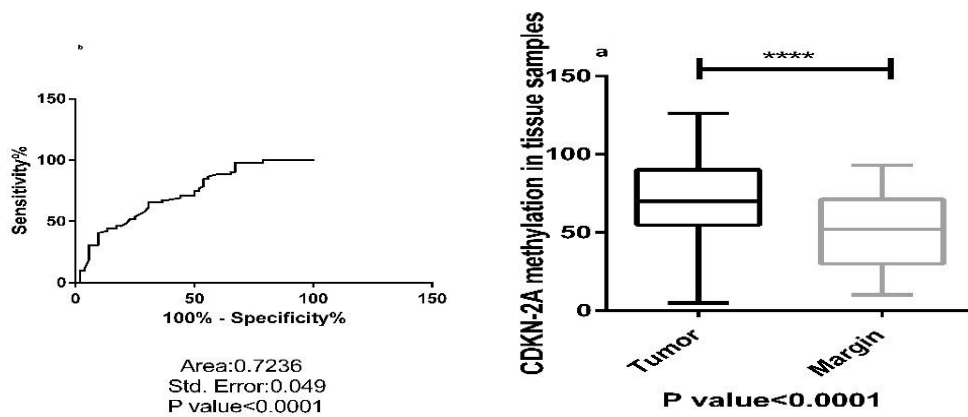 b
150
100
50
0
Sensitivity%
0
50
100
150
100% - Specificity%
Area:0.7236
Std. Error:0.049
P value<0.0001
a
****
CDKN-2A methylation in tissue samples
150
100
50
0
Tumor
Margin
P value<0.0001